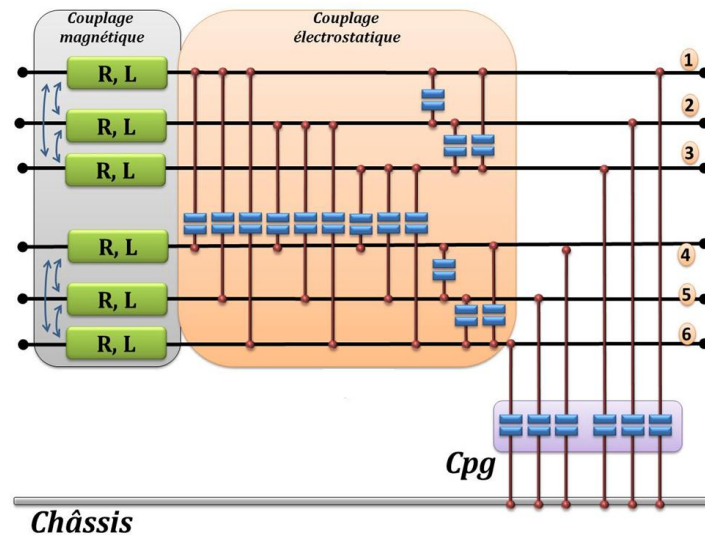 Couplage
magnétique
Couplage
électrostatique
R, L
1
R, L
2
R, L
3
R, L
4
R, L
5
R, L
6
Cpg
Châssis